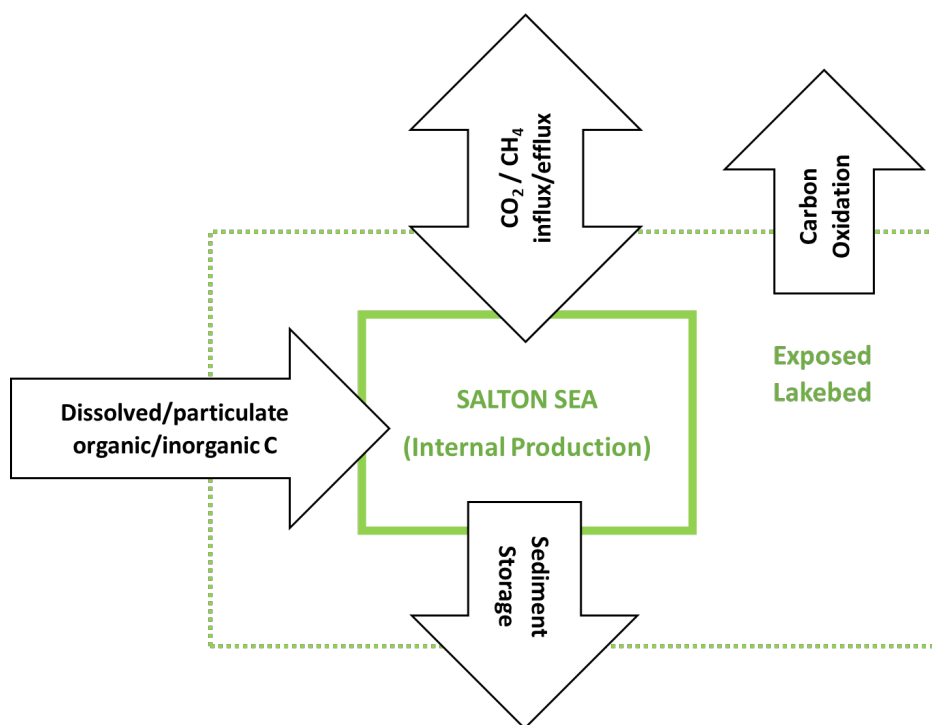 CO₂ / CH₄
influx/efflux
Carbon
Oxidation
Exposed
Lakebed
Dissolved/particulate
organic/inorganic C
SALTON SEA
(Internal Production)
Sediment
Storage